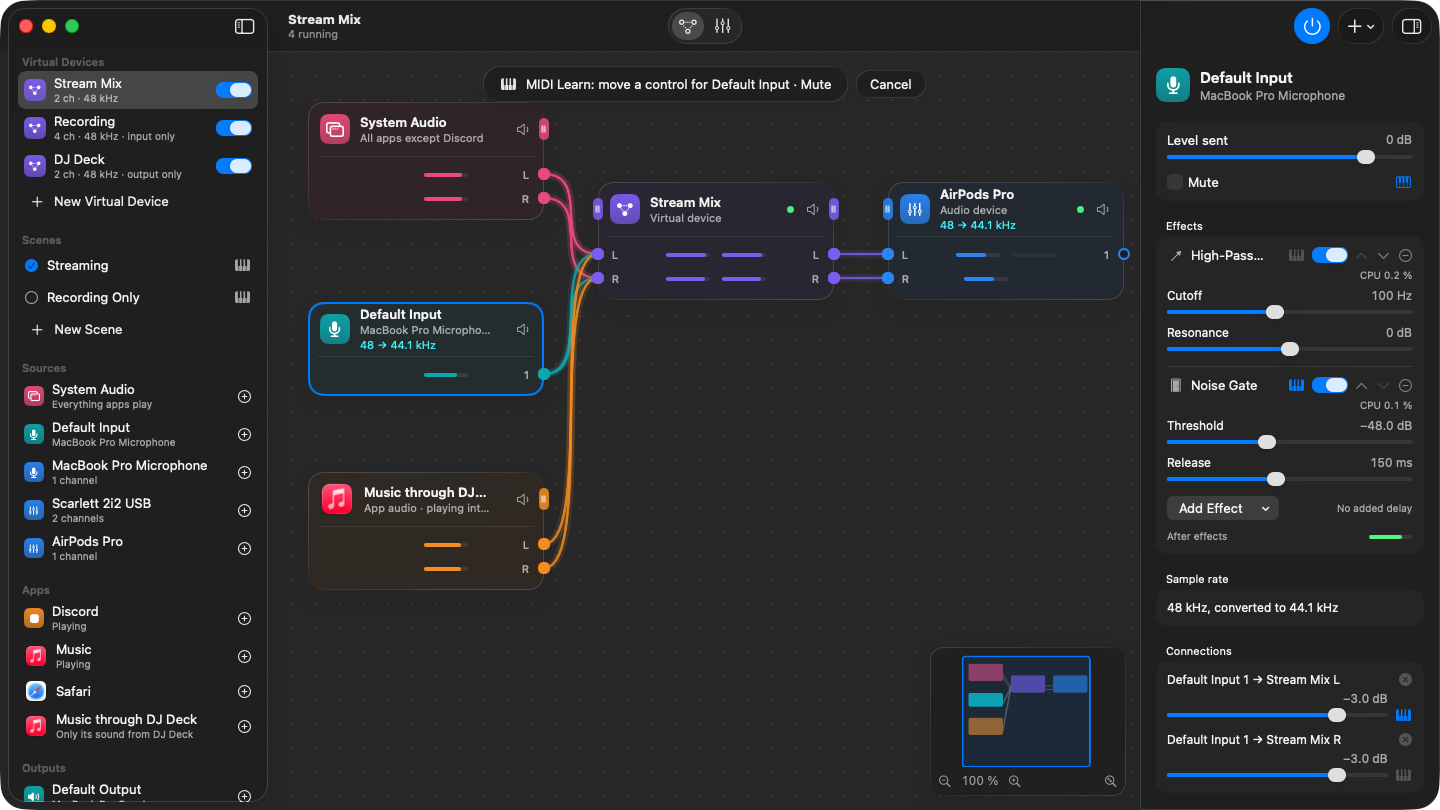 Virtual Devices
Stream Mix
2 ch · 48 kHz
Recording
4 ch · 48 kHz · input only
DJ Deck
2 ch · 48 kHz · output only
New Virtual Device
Scenes
Streaming
Recording Only
New Scene
Sources
System Audio
Everything apps play
Default Input
MacBook Pro Microphone
MacBook Pro Microphone
1 channel
Scarlett 2i2 USB
2 channels
AirPods Pro
1 channel
Apps
Discord
Playing
Music
Playing
Safari
Music through DJ Deck
Only its sound from DJ Deck
Outputs
Default Output
Stream Mix
4 running
MIDI Learn: move a control for Default Input · Mute
Cancel
System Audio
All apps except Discord
L
R
Default Input
MacBook Pro Micropho...
48 → 44.1 kHz
1
Music through DJ...
App audio · playing int...
L
R
Stream Mix
Virtual device
L L
R R
AirPods Pro
Audio device
48 → 44.1 kHz
L 1
R
100 %
Default Input
MacBook Pro Microphone
Level sent 0 dB
Mute
Effects
High-Pass...
CPU 0.2 %
Cutoff 100 Hz
Resonance 0 dB
Noise Gate
CPU 0.1 %
Threshold −48.0 dB
Release 150 ms
Add Effect No added delay
After effects
Sample rate
48 kHz, converted to 44.1 kHz
Connections
Default Input 1 → Stream Mix L
−3.0 dB
Default Input 1 → Stream Mix R
−3.0 dB